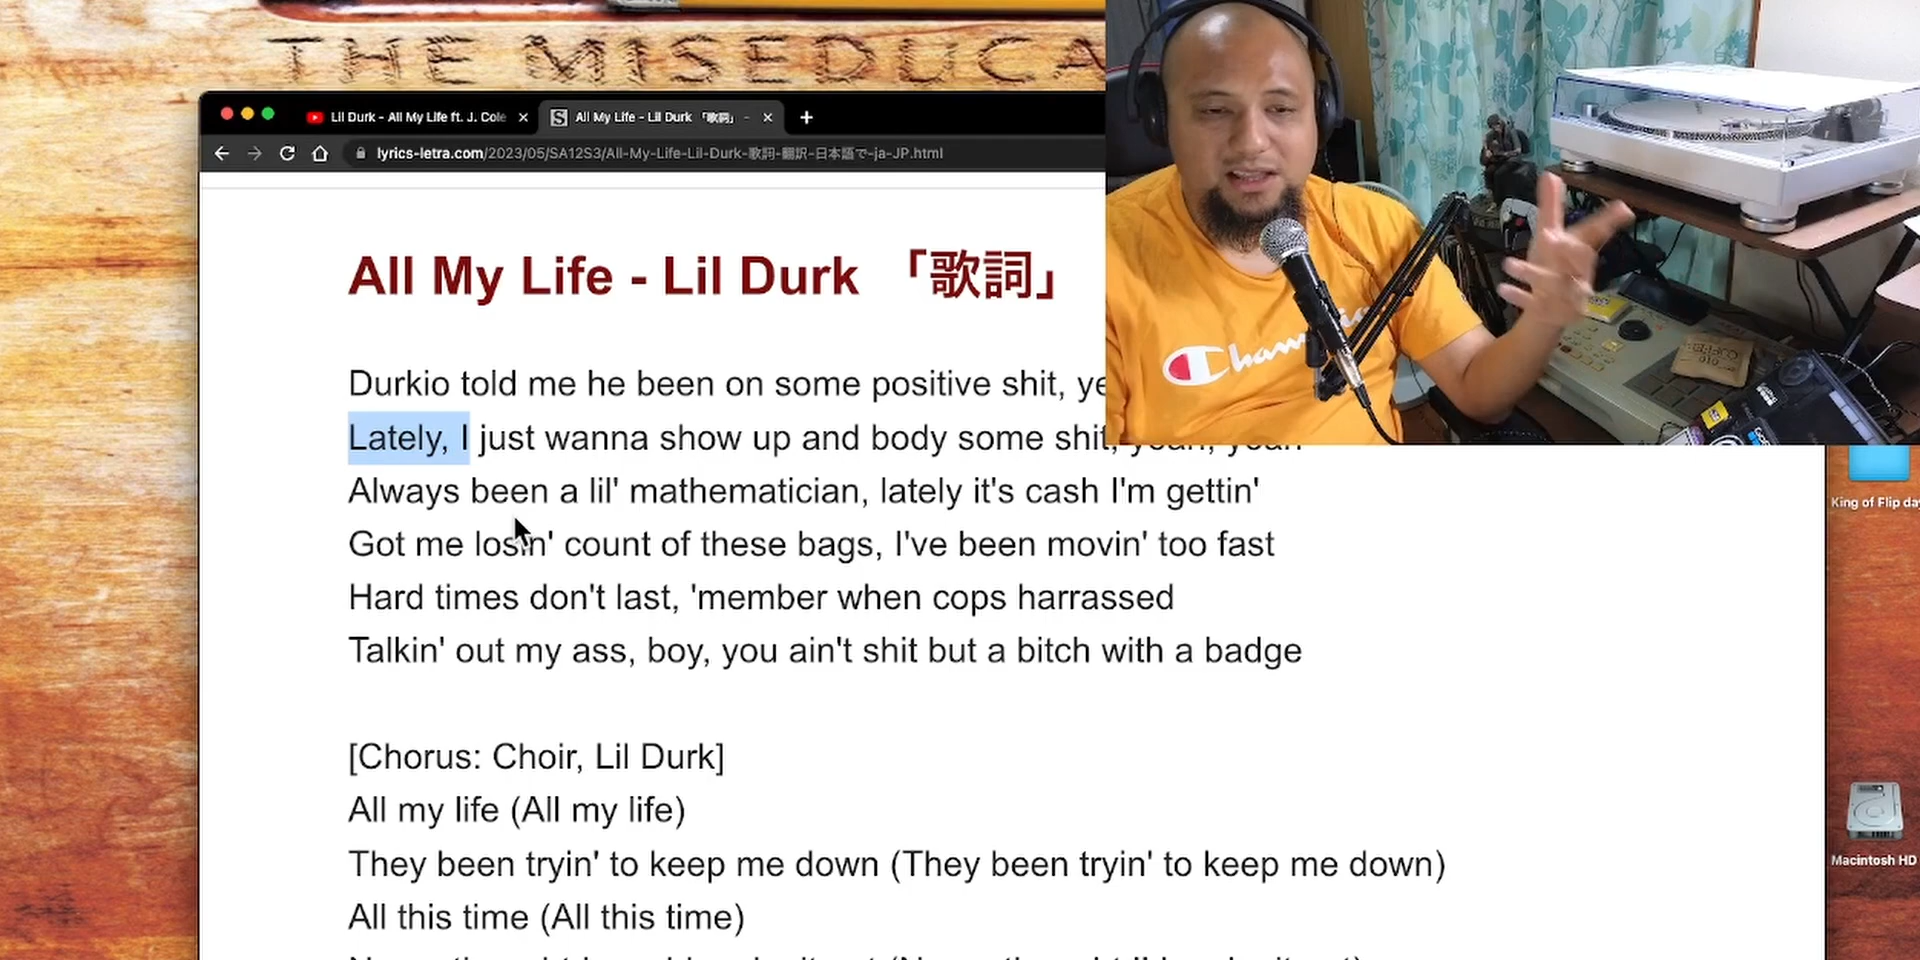 THE MISEDUCA
Lil Durk - All My Life ft. J. Cole
All My Life - Lil Durk 「歌詞」 -
lyrics-letra.com/2023/05/SA12S3/All-My-Life-Lil-Durk-歌詞-翻訳-日本語で-ja-JP.html
All My Life - Lil Durk 「歌詞」
Durkio told me he been on some positive shit, ye
Lately, I just wanna show up and body some shit, yeah, yeah
Always been a lil' mathematician, lately it's cash I'm gettin'
Got me losin' count of these bags, I've been movin' too fast
Hard times don't last, 'member when cops harrassed
Talkin' out my ass, boy, you ain't shit but a bitch with a badge
[Chorus: Choir, Lil Durk]
All my life (All my life)
They been tryin' to keep me down (They been tryin' to keep me down)
All this time (All this time)
Champio
King of Flip day
Macintosh HD